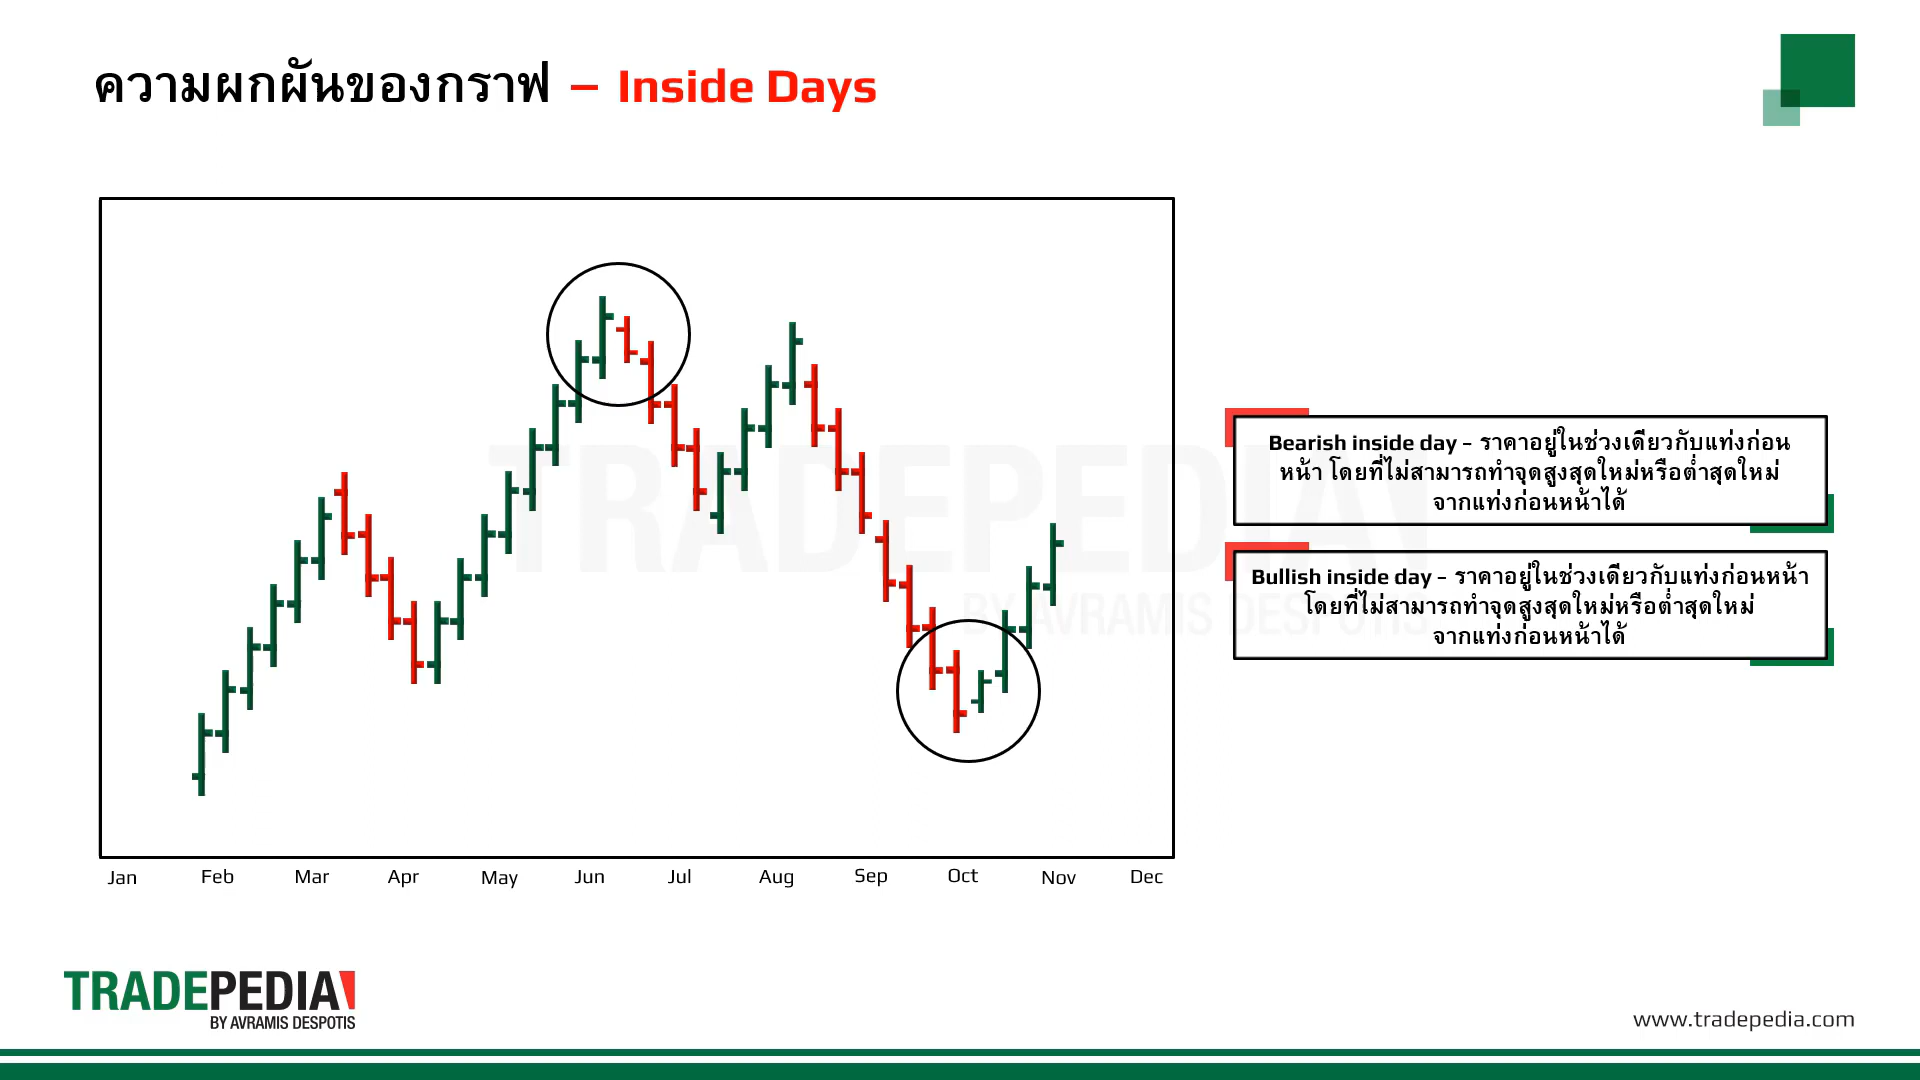 ความผกผันของกราฟ – Inside Days
TRADEPEDIA
BY AVRAMIS DESPOTIS
Bearish inside day – ราคาอยู่ในช่วงเดียวกับแท่งก่อน
หน้า โดยที่ไม่สามารถทำจุดสูงสุดใหม่หรือต่ำสุดใหม่
จากแท่งก่อนหน้าได้
Bullish inside day – ราคาอยู่ในช่วงเดียวกับแท่งก่อนหน้า
โดยที่ไม่สามารถทำจุดสูงสุดใหม่หรือต่ำสุดใหม่
จากแท่งก่อนหน้าได้
Jan Feb Mar Apr May Jun Jul Aug Sep Oct Nov Dec
TRADEPEDIA
BY AVRAMIS DESPOTIS
www.tradepedia.com